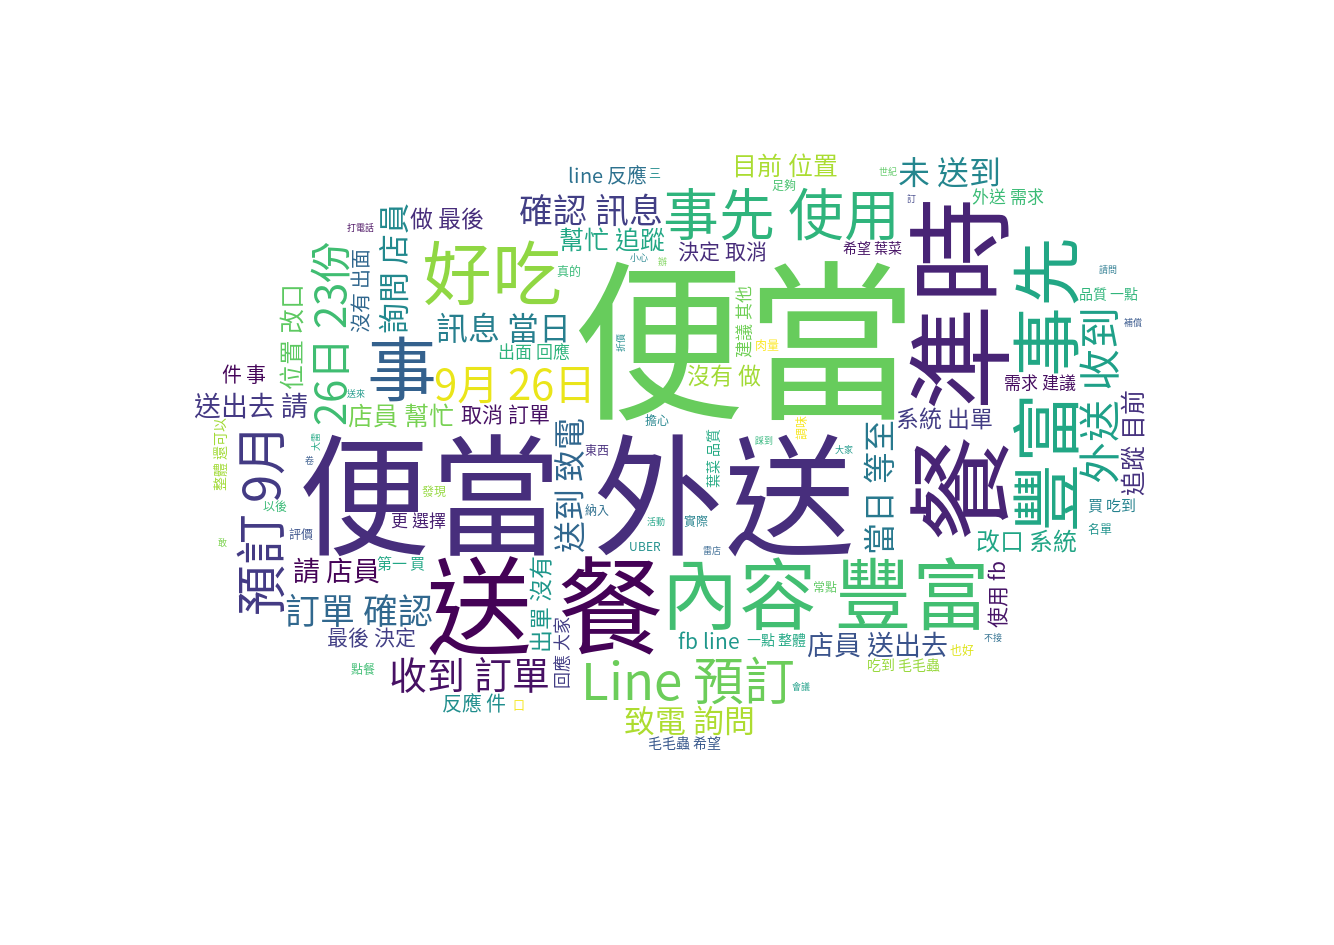 目前 位置
世紀
未 送到
line 反應
三
足夠
外送 需求
訂
確認 訊息
事先 使用
做 最後
打電話
詢問 店員
幫忙 追蹤
決定 取消
希望 葉菜
準時
小心
辦
真的
好吃
沒有 出面
26日 23份
位置 改口
便當
請問
事先
品質 一點
建議 其他
補償
收到
訊息 當日
折價
肉量
出面 回應
事
9月 26日
沒有 做
件 事
需求 建議
送來
送出去 請
店員 幫忙
取消 訂單
擔心
調味
系統 出單
豐富
外送
追蹤 目前
整體 還可以
大醬
卷
9月
預訂
便當 外送
送到 致電
東西
葉菜 品質
踩到
大家
當日 等至
餐
發現
以後
納入
買 吃到
更 選擇
活動
實際
名單
評價
敢
UBER
雷店
改口 系統
請 店員
第一 買
送餐
出單 沒有
內容 豐富
常點
使用 fb
訂單 確認
最後 決定
回應 大家
fb line
一點 整體
店員 送出去
不接
也好
點餐
收到 訂單
Line 預訂
吃到 毛毛蟲
會議
反應 件
口
致電 詢問
毛毛蟲 希望